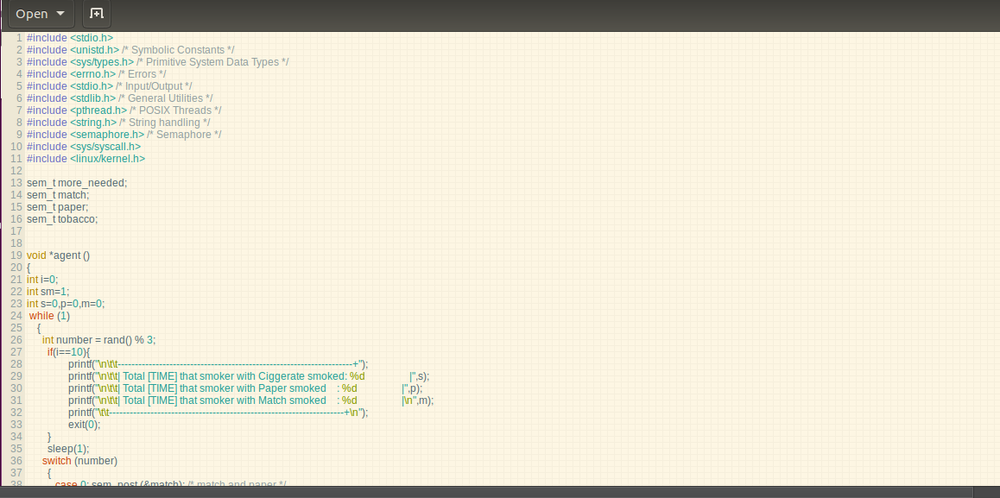 Open
1 #include <stdio.h>
2 #include <unistd.h> /* Symbolic Constants */
3 #include <sys/types.h> /* Primitive System Data Types */
4 #include <errno.h> /* Errors */
5 #include <stdio.h> /* Input/Output */
6 #include <stdlib.h> /* General Utilities */
7 #include <pthread.h> /* POSIX Threads */
8 #include <string.h> /* String handling */
9 #include <semaphore.h> /* Semaphore */
10 #include <sys/syscall.h>
11 #include <linux/kernel.h>
12
13 sem_t more_needed;
14 sem_t match;
15 sem_t paper;
16 sem_t tobacco;
17
18
19 void *agent ()
20 {
21 int i=0;
22 int sm=1;
23 int s=0,p=0,m=0;
24 while (1)
25 {
26 int number = rand() % 3;
27 if(i==10){
28 printf("\n\t\t--------------------------------------------------------------------+");
29 printf("\n\t\t| Total [TIME] that smoker with Ciggerate smoked: %d |",s);
30 printf("\n\t\t| Total [TIME] that smoker with Paper smoked : %d |",p);
31 printf("\n\t\t| Total [TIME] that smoker with Match smoked : %d |\n",m);
32 printf("\t\t--------------------------------------------------------------------+\n");
33 exit(0);
34 }
35 sleep(1);
36 switch (number)
37 {
38 case 0: sem_post (&match); /* match and paper */